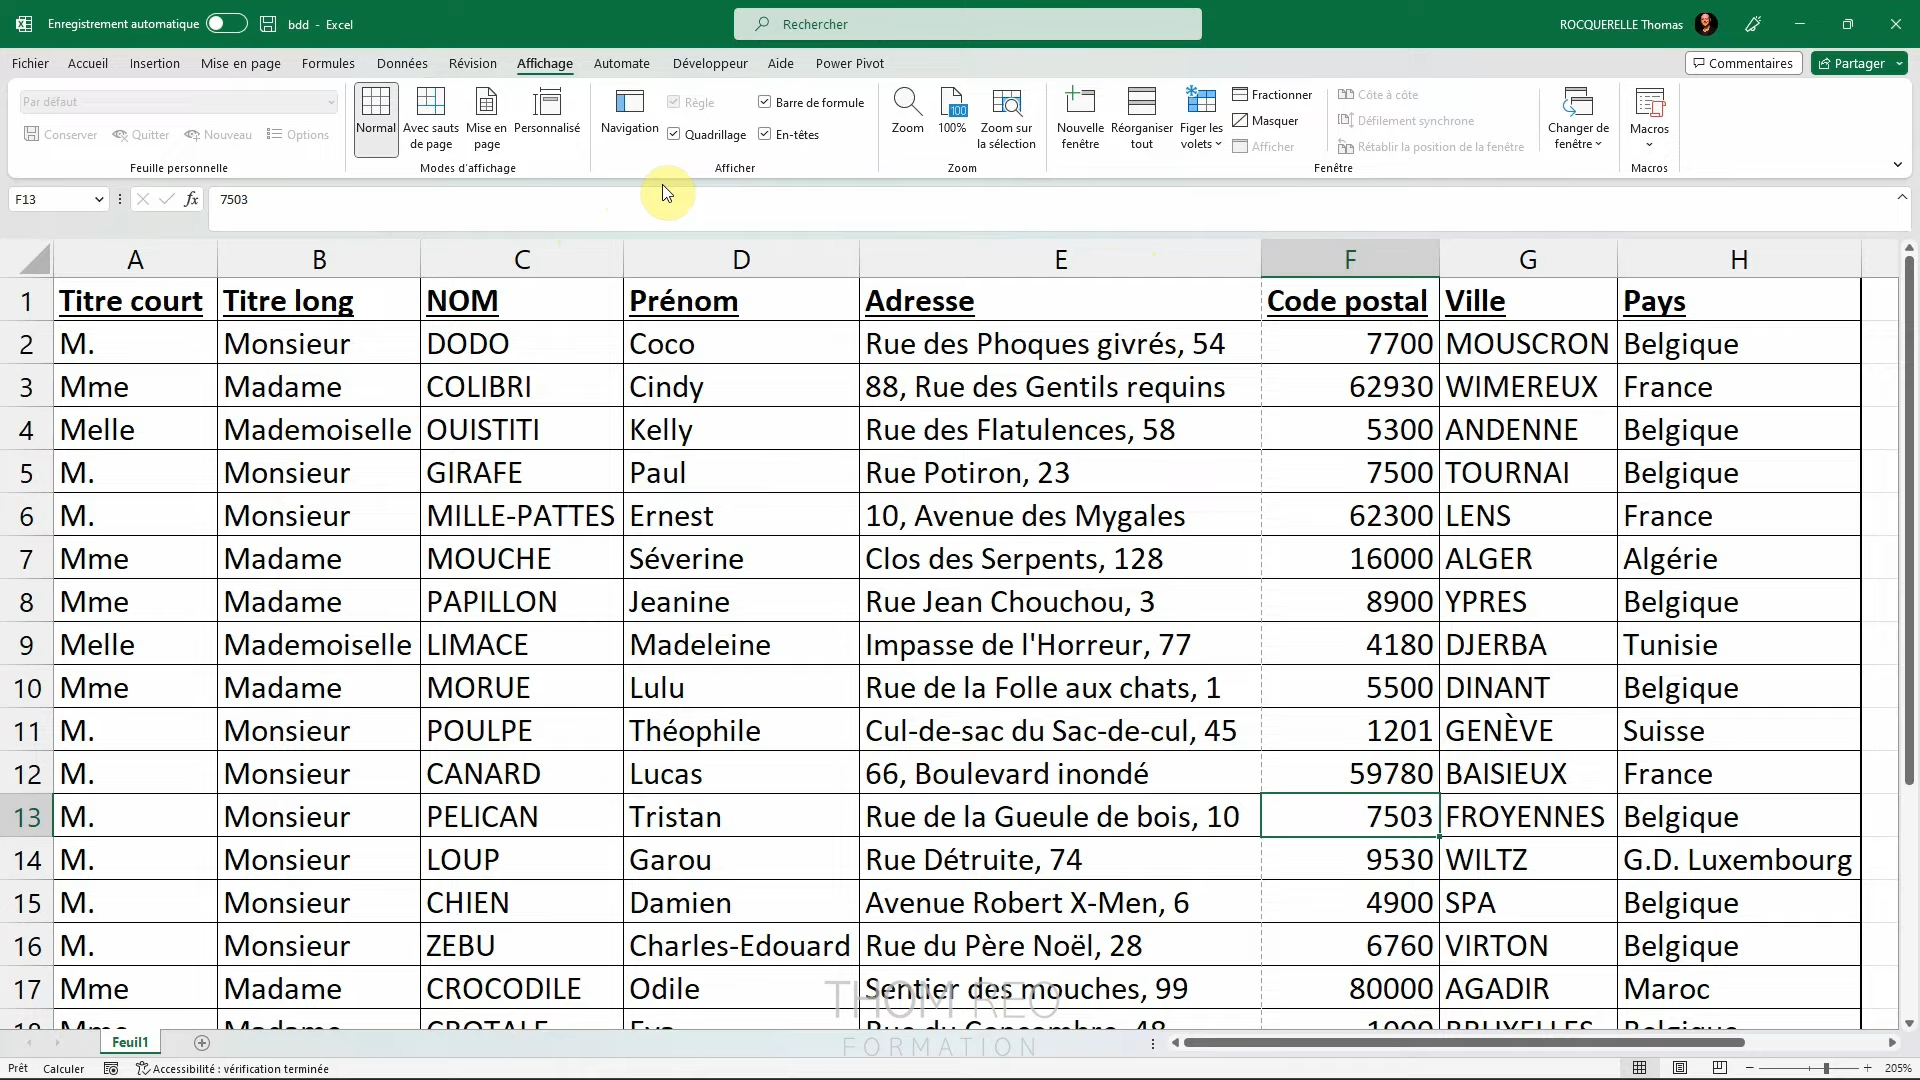 Enregistrement automatique bdd - Excel Rechercher ROCQUERELLE Thomas
Fichier Accueil Insertion Mise en page Formules Données Révision Affichage Automate Développeur Aide Power Pivot Commentaires Partager
Par défaut
Conserver Quitter Nouveau Options
Feuille personnelle
Normal
Avec sauts
de page
Mise en
page
Personnalisé
Modes d'affichage
Navigation
Règle Barre de formule
Quadrillage En-têtes
Afficher
Zoom
100
100%
Zoom sur
la sélection
Zoom
Nouvelle
fenêtre
Réorganiser
tout
Figer les
volets
Fractionner
Masquer
Afficher
Côte à côte
Défilement synchrone
Rétablir la position de la fenêtre
Changer de
fenêtre
Fenêtre
Macros
Macros
F13 fx 7503
A B C D E F G H
1 Titre court Titre long NOM Prénom Adresse Code postal Ville Pays
2 M. Monsieur DODO Coco Rue des Phoques givrés, 54 7700 MOUSCRON Belgique
3 Mme Madame COLIBRI Cindy 88, Rue des Gentils requins 62930 WIMEREUX France
4 Melle Mademoiselle OUISTITI Kelly Rue des Flatulences, 58 5300 ANDENNE Belgique
5 M. Monsieur GIRAFE Paul Rue Potiron, 23 7500 TOURNAI Belgique
6 M. Monsieur MILLE-PATTES Ernest 10, Avenue des Mygales 62300 LENS France
7 Mme Madame MOUCHE Séverine Clos des Serpents, 128 16000 ALGER Algérie
8 Mme Madame PAPILLON Jeanine Rue Jean Chouchou, 3 8900 YPRES Belgique
9 Melle Mademoiselle LIMACE Madeleine Impasse de l'Horreur, 77 4180 DJERBA Tunisie
10 Mme Madame MORUE Lulu Rue de la Folle aux chats, 1 5500 DINANT Belgique
11 M. Monsieur POULPE Théophile Cul-de-sac du Sac-de-cul, 45 1201 GENÈVE Suisse
12 M. Monsieur CANARD Lucas 66, Boulevard inondé 59780 BAISIEUX France
13 M. Monsieur PELICAN Tristan Rue de la Gueule de bois, 10 7503 FROYENNES Belgique
14 M. Monsieur LOUP Garou Rue Détruite, 74 9530 WILTZ G.D. Luxembourg
15 M. Monsieur CHIEN Damien Avenue Robert X-Men, 6 4900 SPA Belgique
16 M. Monsieur ZEBU Charles-Edouard Rue du Père Noël, 28 6760 VIRTON Belgique
17 Mme Madame CROCODILE Odile Sentier des mouches, 99 80000 AGADIR Maroc
18 Mme Madame CROTALE Eva Rue du Concombre, 48 1000 BRUXELLES Belgique
THOM REO
FORMATION
Feuil1
Prêt Calculer Accessibilité : vérification terminée 205%